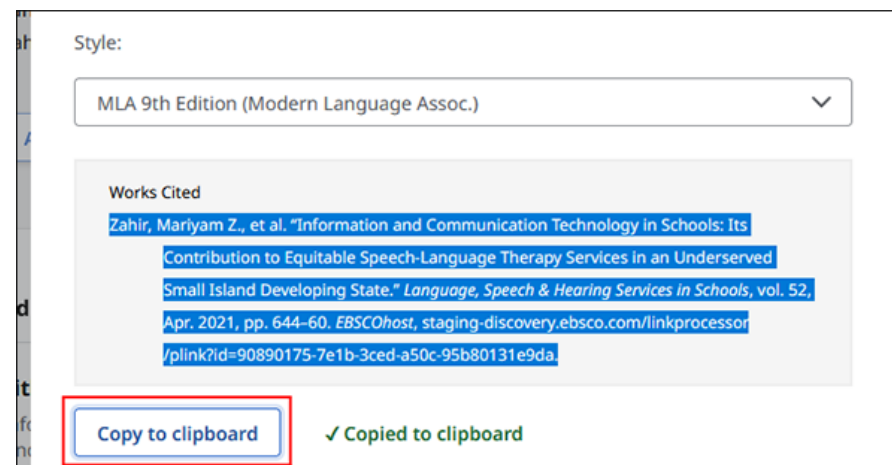 Style:
MLA 9th Edition (Modern Language Assoc.)
Works Cited
Zahir, Mariyam Z., et al. “Information and Communication Technology in Schools: Its
Contribution to Equitable Speech-Language Therapy Services in an Underserved
Small Island Developing State.” Language, Speech & Hearing Services in Schools, vol. 52,
Apr. 2021, pp. 644–60. EBSCOhost, staging-discovery.ebsco.com/linkprocessor
/plink?id=90890175-7e1b-3ced-a50c-95b80131e9da.
Copy to clipboard
✓ Copied to clipboard